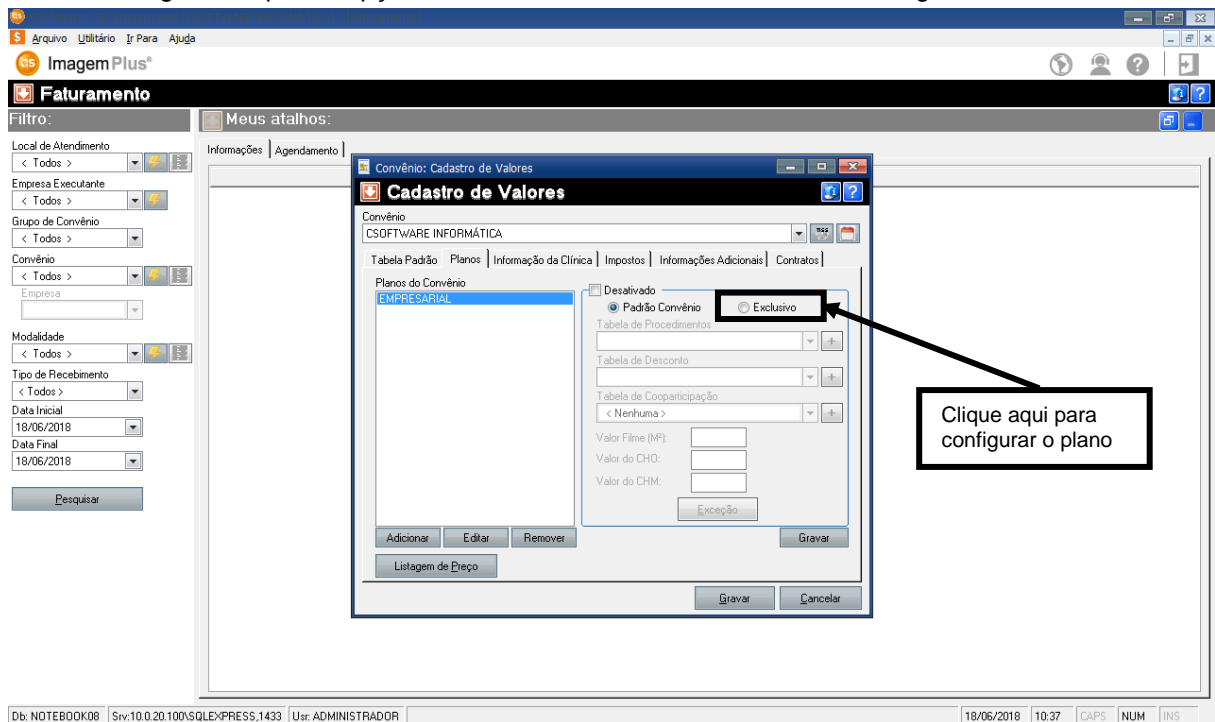 Arquivo Utilitário Ir Para Ajuda
ImagemPlus®
Faturamento
Filtro:
Meus atalhos:
Local de Atendimento
< Todos >
Empresa Executante
< Todos >
Grupo de Convênio
< Todos >
Convênio
< Todos >
Empresa
Modalidade
< Todos >
Tipo de Recebimento
< Todos >
Data Inicial
18/06/2018
Data Final
18/06/2018
Pesquisar
Informações Agendamento
Convênio: Cadastro de Valores
Cadastro de Valores
Convênio
CSOFTWARE INFORMÁTICA
Tabela Padrão Planos Informação da Clínica Impostos Informações Adicionais Contratos
Planos do Convênio
EMPRESARIAL
Desativado
Padrão Convênio Exclusivo
Tabela de Procedimentos
Tabela de Desconto
Tabela de Cooparticipação
< Nenhuma >
Valor Filme (M²):
Valor do CHO:
Valor do CHM:
Exceção
Adicionar Editar Remover Gravar
Listagem de Preço
Gravar Cancelar
Clique aqui para
configurar o plano
Db: NOTEBOOK08 Srv:10.0.20.100\SQLEXPRESS,1433 Usr: ADMINISTRADOR 18/06/2018 10:37 CAPS NUM INS